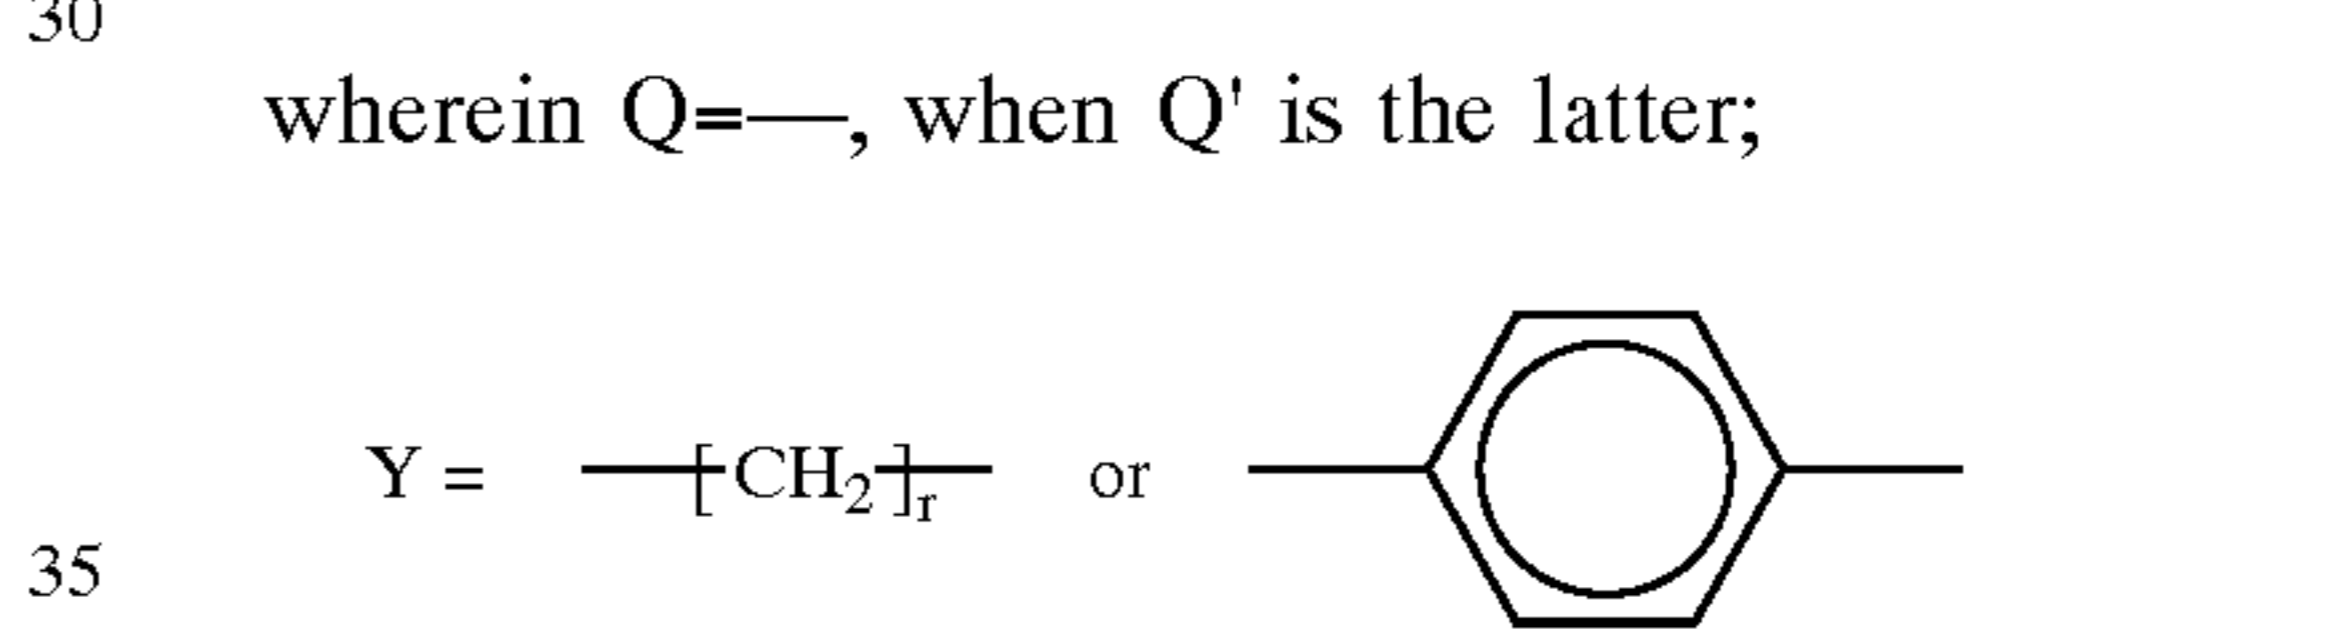 30
wherein Q=—, when Q' is the latter;
Y = —[CH₂]ᵣ— or
35